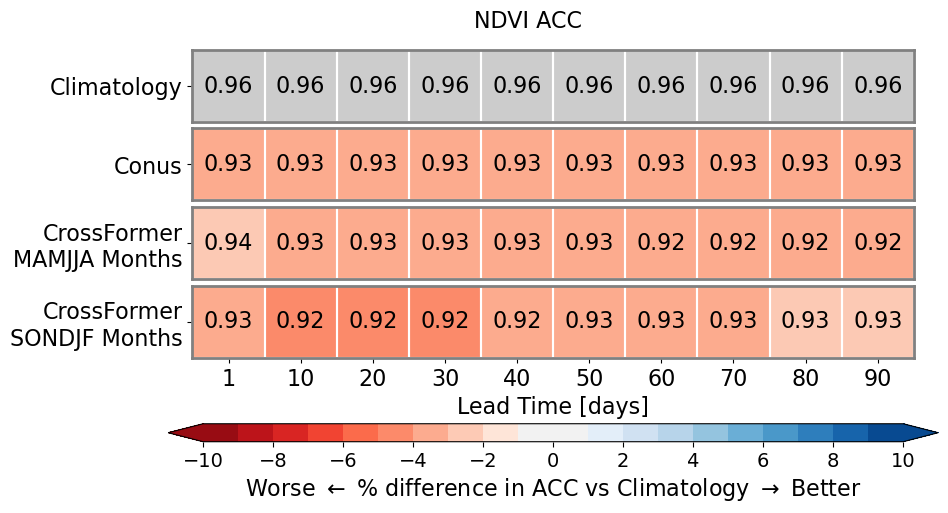 NDVI ACC
Climatology 0.96 0.96 0.96 0.96 0.96 0.96 0.96 0.96 0.96 0.96
Conus 0.93 0.93 0.93 0.93 0.93 0.93 0.93 0.93 0.93 0.93
CrossFormer
MAMJJA Months 0.94 0.93 0.93 0.93 0.93 0.93 0.92 0.92 0.92 0.92
CrossFormer
SONDJF Months 0.93 0.92 0.92 0.92 0.92 0.93 0.93 0.93 0.93 0.93
1 10 20 30 40 50 60 70 80 90
Lead Time [days]
−10 −8 −6 −4 −2 0 2 4 6 8 10
Worse ← % difference in ACC vs Climatology → Better